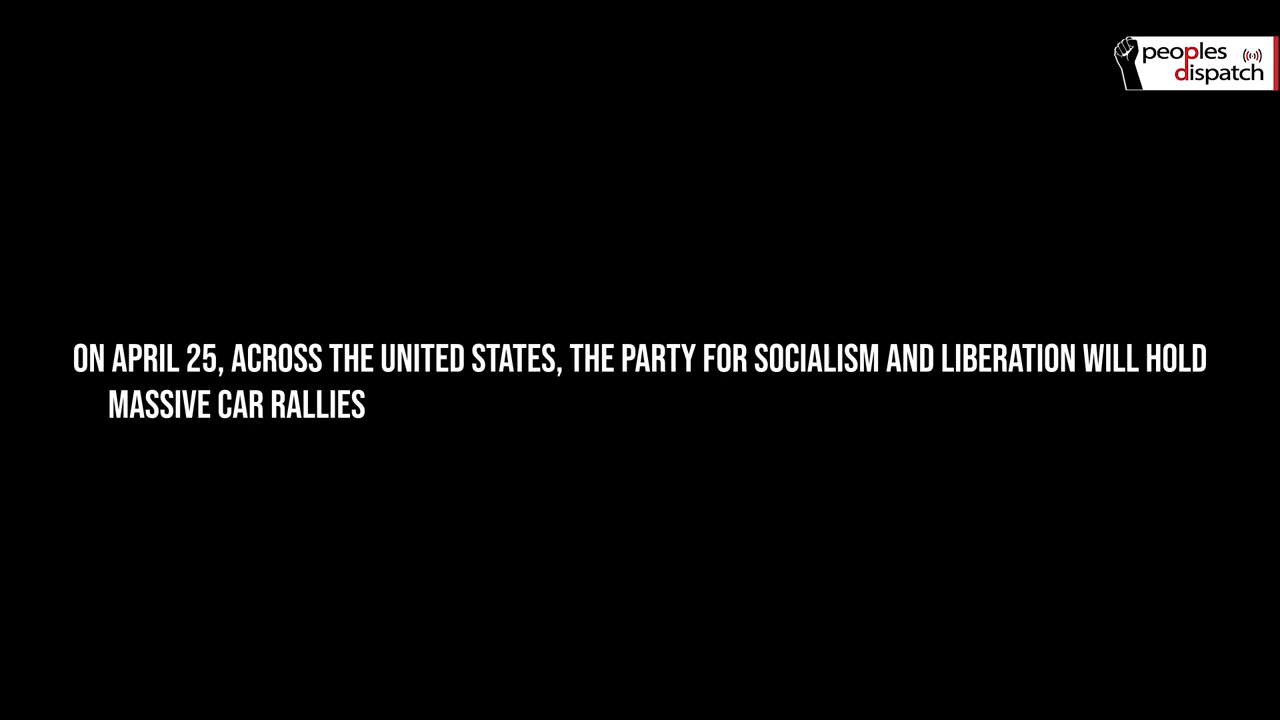 peoples
dispatch
ON APRIL 25, ACROSS THE UNITED STATES, THE PARTY FOR SOCIALISM AND LIBERATION WILL HOLD
MASSIVE CAR RALLIES